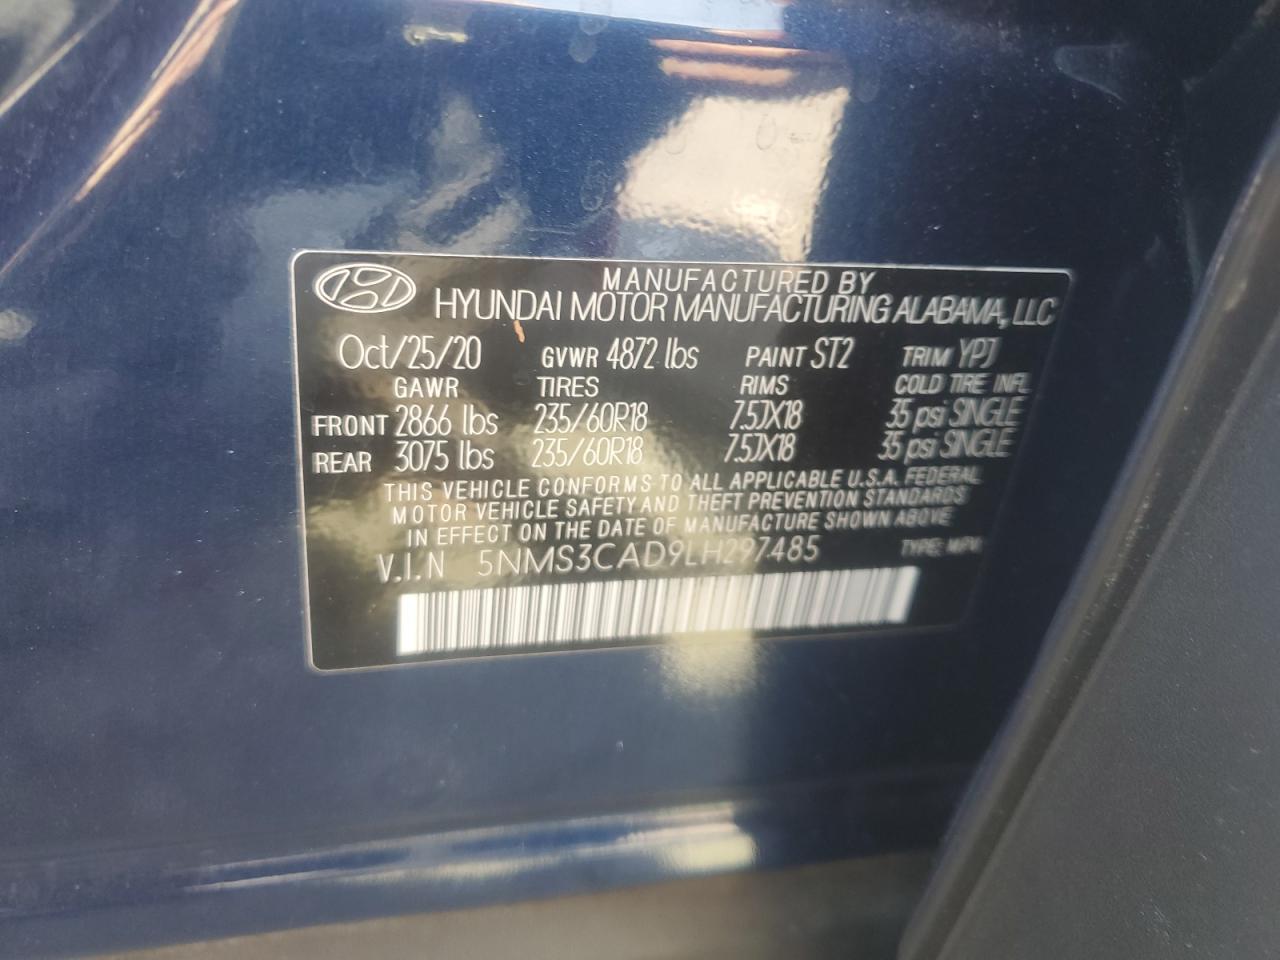 MANUFACTURED BY
HYUNDAI MOTOR MANUFACTURING ALABAMA, LLC
Oct/25/20 GVWR 4872 lbs PAINT ST2 TRIM YPJ
GAWR TIRES RIMS COLD TIRE INFL
FRONT 2866 lbs 235/60R18 7.5JX18 35 psi SINGLE
REAR 3075 lbs 235/60R18 7.5JX18 35 psi SINGLE
THIS VEHICLE CONFORMS TO ALL APPLICABLE U.S.A. FEDERAL
MOTOR VEHICLE SAFETY AND THEFT PREVENTION STANDARDS
IN EFFECT ON THE DATE OF MANUFACTURE SHOWN ABOVE
V.I.N 5NMS3CAD9LH297485 TYPE: MPV